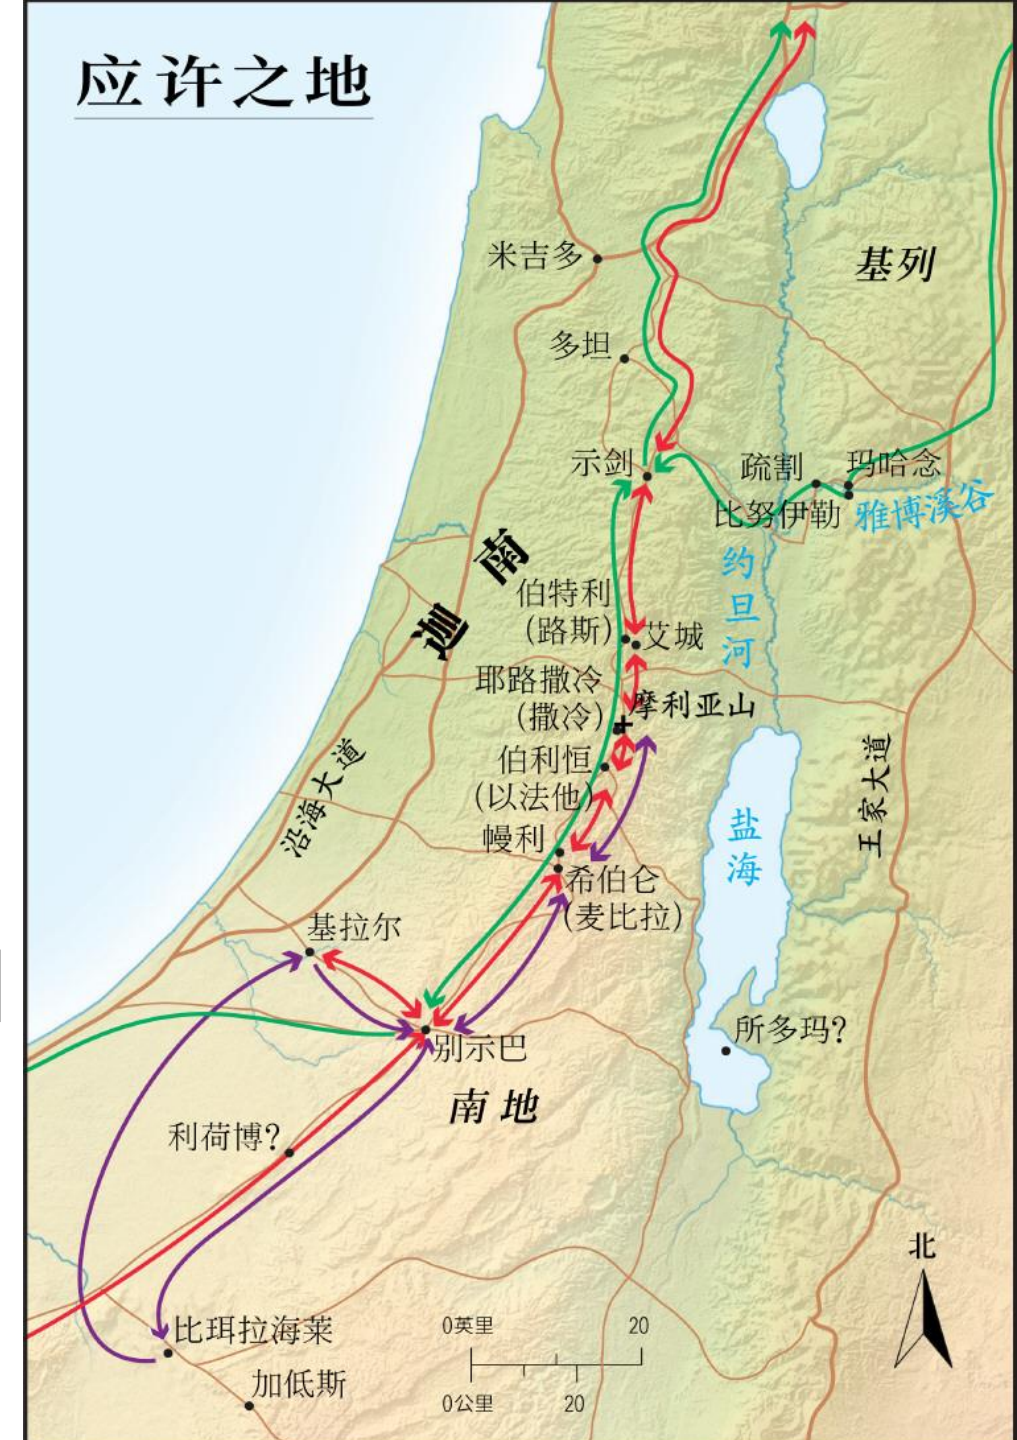 应许之地
米吉多
基列
多坦
示剑
疏割
玛哈念
比努伊勒
雅博溪谷
南
迦
约
旦
河
伯特利
(路斯)
艾城
耶路撒冷
(撒冷)
摩利亚山
伯利恒
(以法他)
沿海大道
王家大道
盐
海
幔利
希伯仑
(麦比拉)
基拉尔
别示巴
所多玛?
南地
利荷博?
北
比珥拉海莱
加低斯
0英里 20
0公里 20